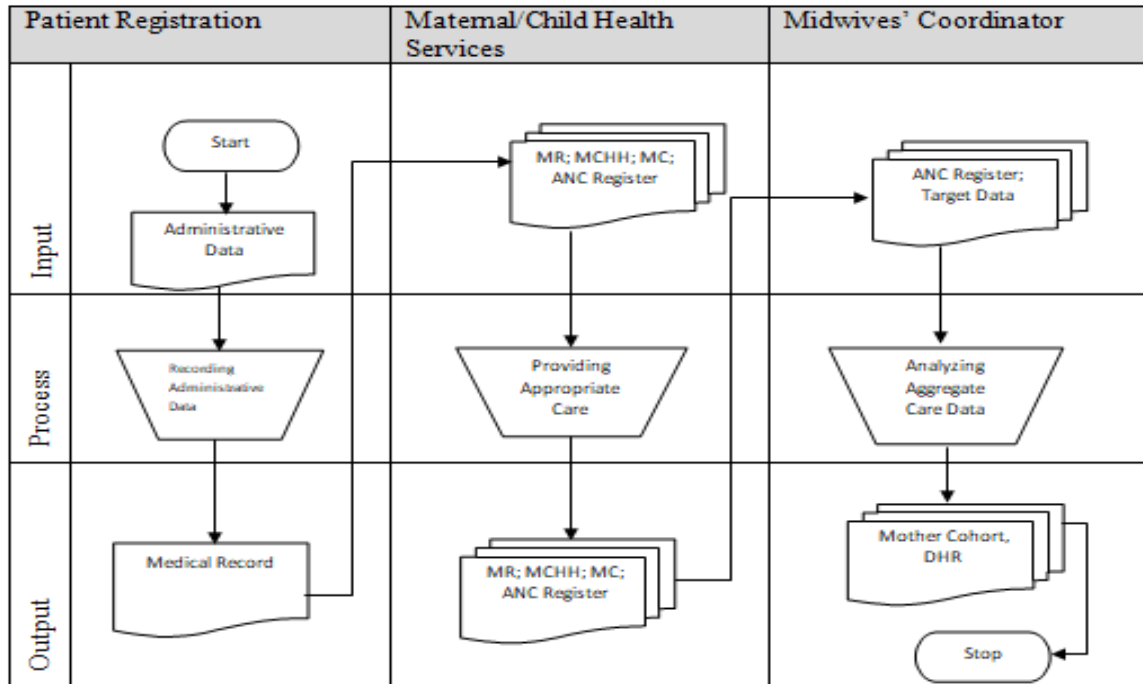 Patient Registration
Maternal/Child Health
Services
Midwives' Coordinator
Input
Start
Administrative
Data
MR; MCHH; MC;
ANC Register
ANC Register;
Target Data
Process
Recording
Administrative
Data
Providing
Appropriate
Care
Analyzing
Aggregate
Care Data
Output
Medical Record
MR; MCHH; MC;
ANC Register
Mother Cohort,
DHR
Stop